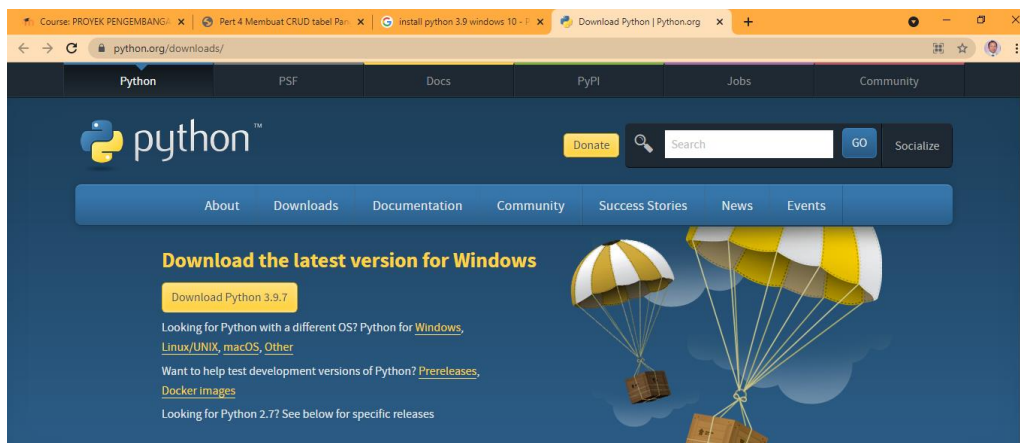 Course: PROYEK PENGEMBANGA
Pert 4 Membuat CRUD tabel Pan
install python 3.9 windows 10 - P
Download Python | Python.org
python.org/downloads/
Python PSF Docs PyPI Jobs Community
python™
Donate Search GO Socialize
About Downloads Documentation Community Success Stories News Events
Download the latest version for Windows
Download Python 3.9.7
Looking for Python with a different OS? Python for Windows,
Linux/UNIX, macOS, Other
Want to help test development versions of Python? Prereleases,
Docker images
Looking for Python 2.7? See below for specific releases